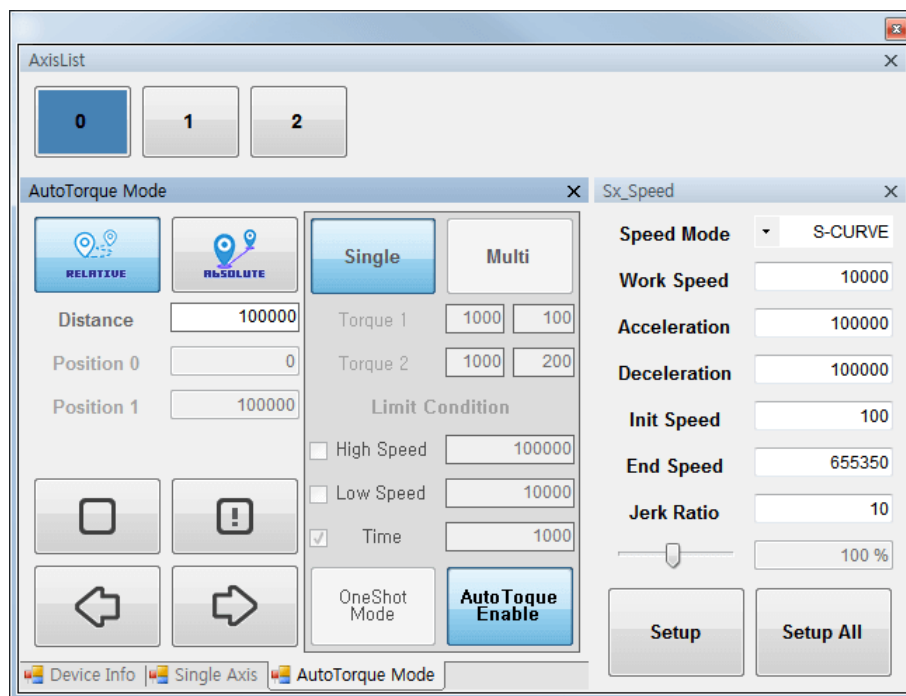 AxisList
0
1
2
AutoTorque Mode
RELATIVE
AbSOLUTE
Distance 100000
Position 0 0
Position 1 100000
Single
Multi
Torque 1 1000 100
Torque 2 1000 200
Limit Condition
High Speed 100000
Low Speed 10000
Time 1000
OneShot
Mode
AutoToque
Enable
Device Info
Single Axis
AutoTorque Mode
Sx_Speed
Speed Mode S-CURVE
Work Speed 10000
Acceleration 100000
Deceleration 100000
Init Speed 100
End Speed 655350
Jerk Ratio 10
100 %
Setup
Setup All